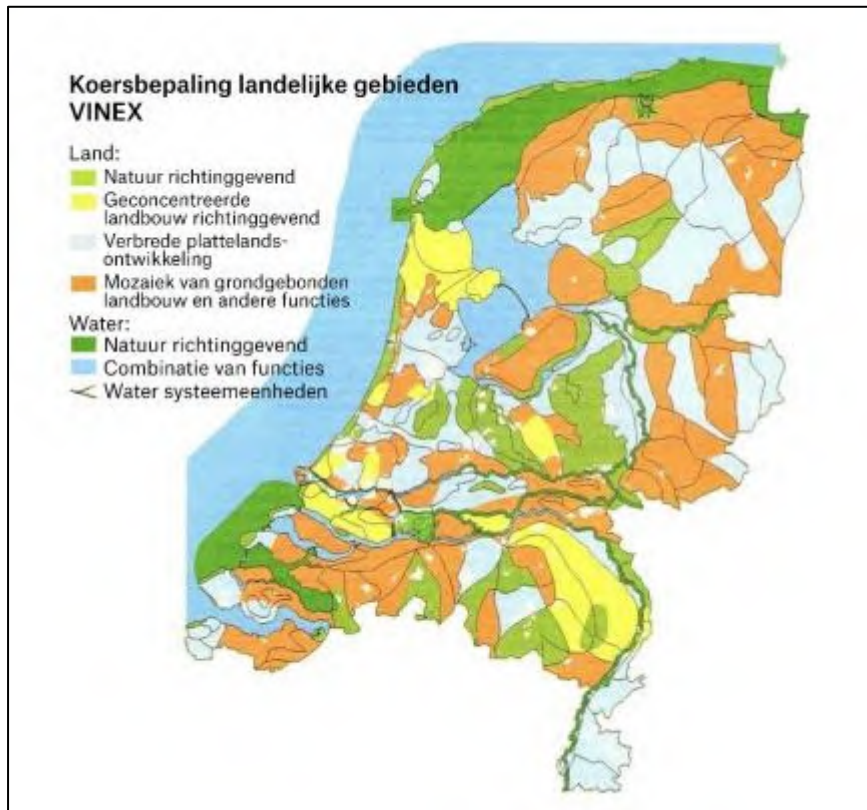 Koersbepaling landelijke gebieden
VINEX
Land:
Natuur richtinggevend
Geconcentreerde
landbouw richtinggevend
Verbrede plattelands-
ontwikkeling
Mozaiek van grondgebonden
landbouw en andere functies
Water:
Natuur richtinggevend
Combinatie van functies
Water systeemeenheden